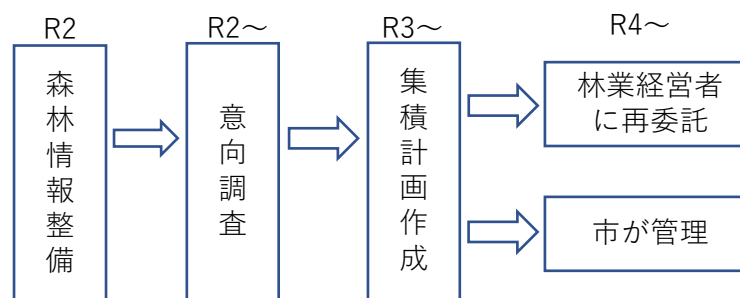 R2
森林情報整備
R2～
意向調査
R3～
集積計画作成
R4～
林業経営者
に再委託
市が管理